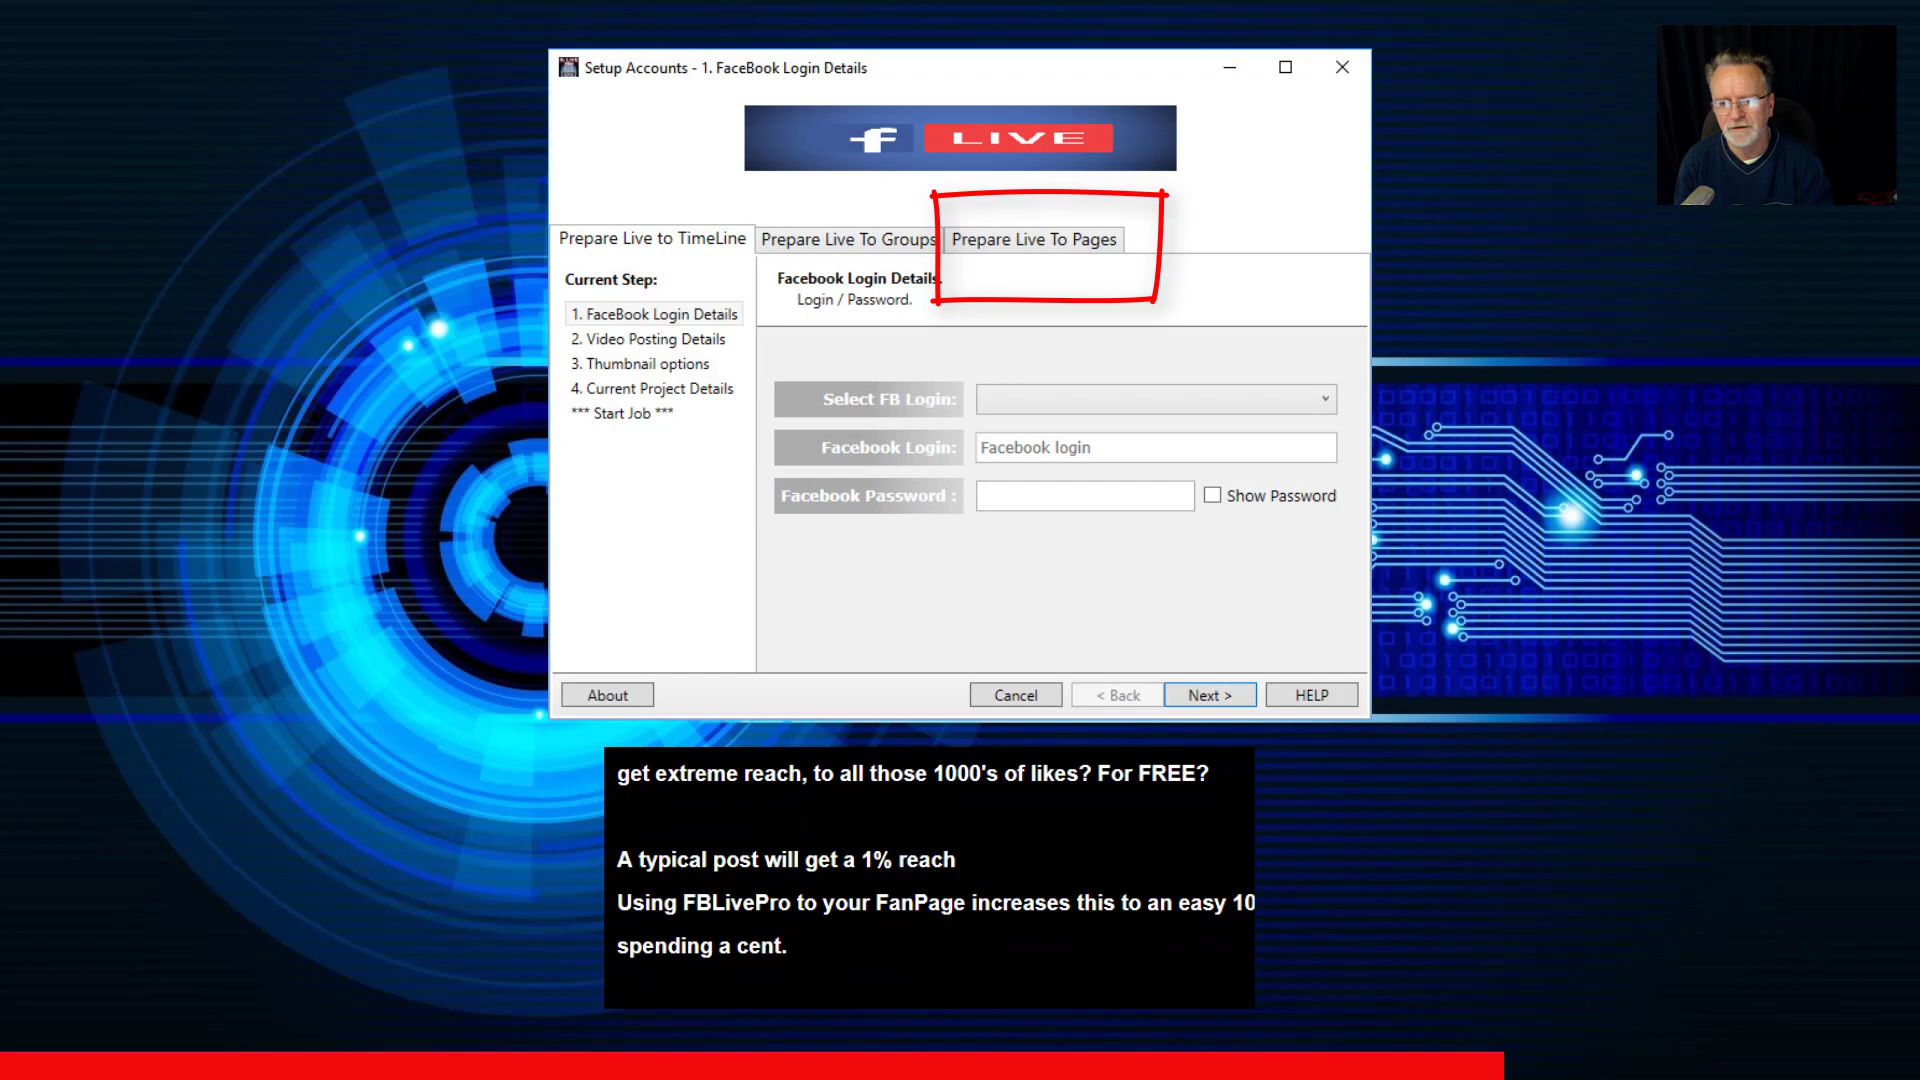 Setup Accounts - 1. FaceBook Login Details
f LIVE
Prepare Live to TimeLine
Prepare Live To Groups
Prepare Live To Pages
Current Step:
1. FaceBook Login Details
2. Video Posting Details
3. Thumbnail options
4. Current Project Details
*** Start Job ***
Facebook Login Details.
Login / Password.
Select FB Login:
Facebook Login:
Facebook login
Facebook Password :
Show Password
About
Cancel
< Back
Next >
HELP
get extreme reach, to all those 1000's of likes? For FREE?
A typical post will get a 1% reach
Using FBLivePro to your FanPage increases this to an easy 10
spending a cent.